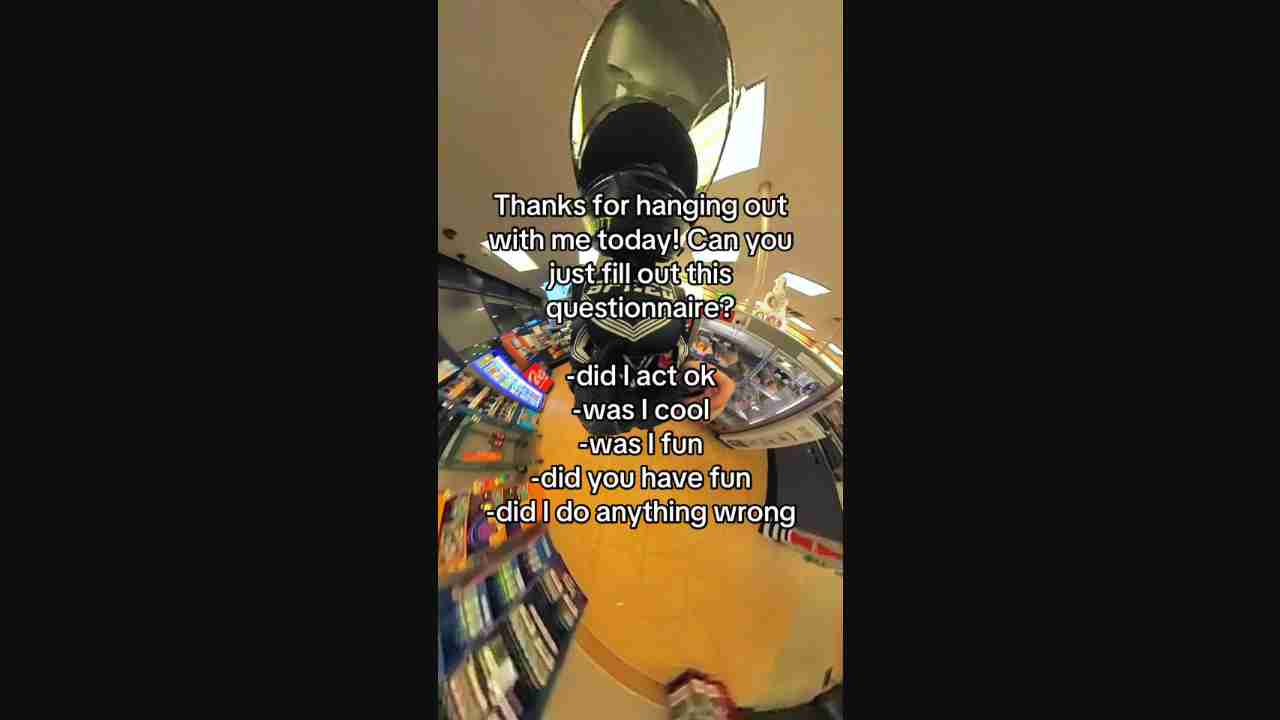 Thanks for hanging out
with me today! Can you
just fill out this
questionnaire?
-did I act ok
-was I cool
-was I fun
-did you have fun
-did I do anything wrong